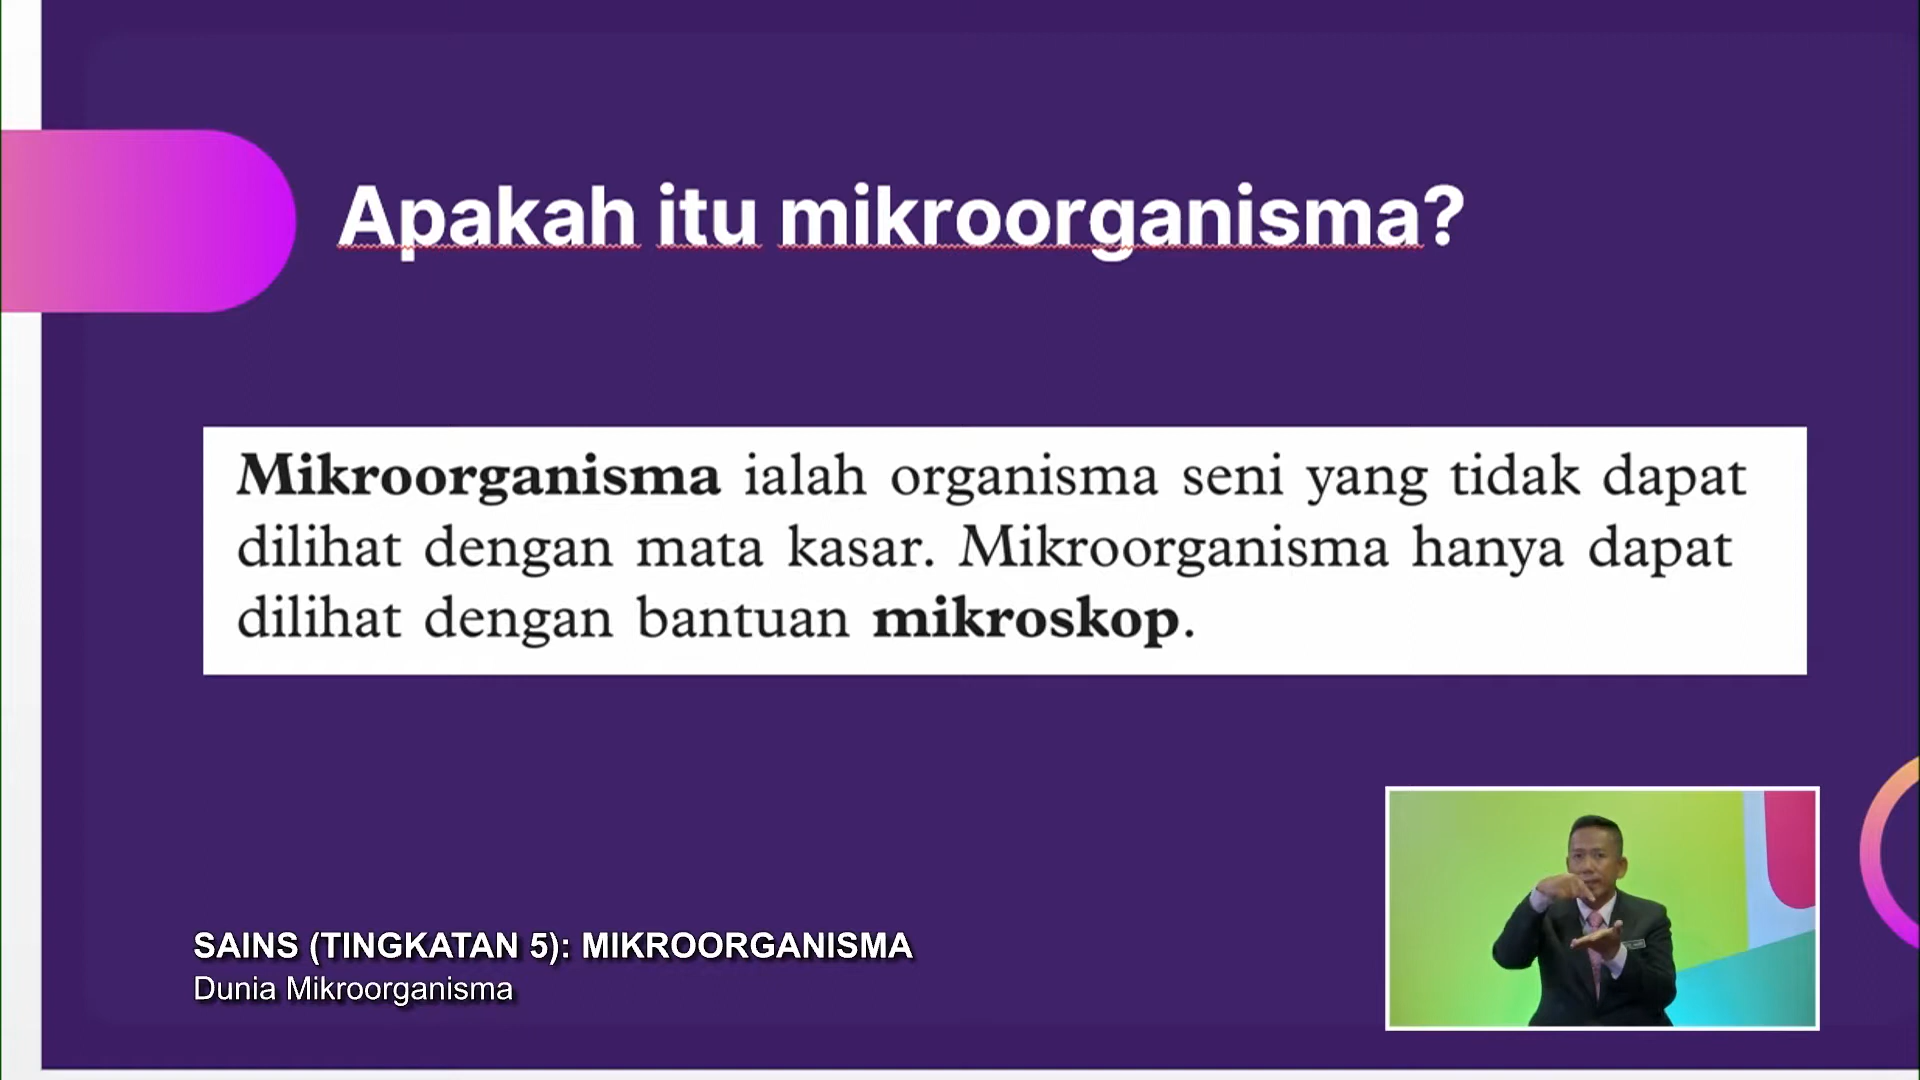 Apakah itu mikroorganisma?
Mikroorganisma ialah organisma seni yang tidak dapat
dilihat dengan mata kasar. Mikroorganisma hanya dapat
dilihat dengan bantuan mikroskop.
SAINS (TINGKATAN 5): MIKROORGANISMA
Dunia Mikroorganisma